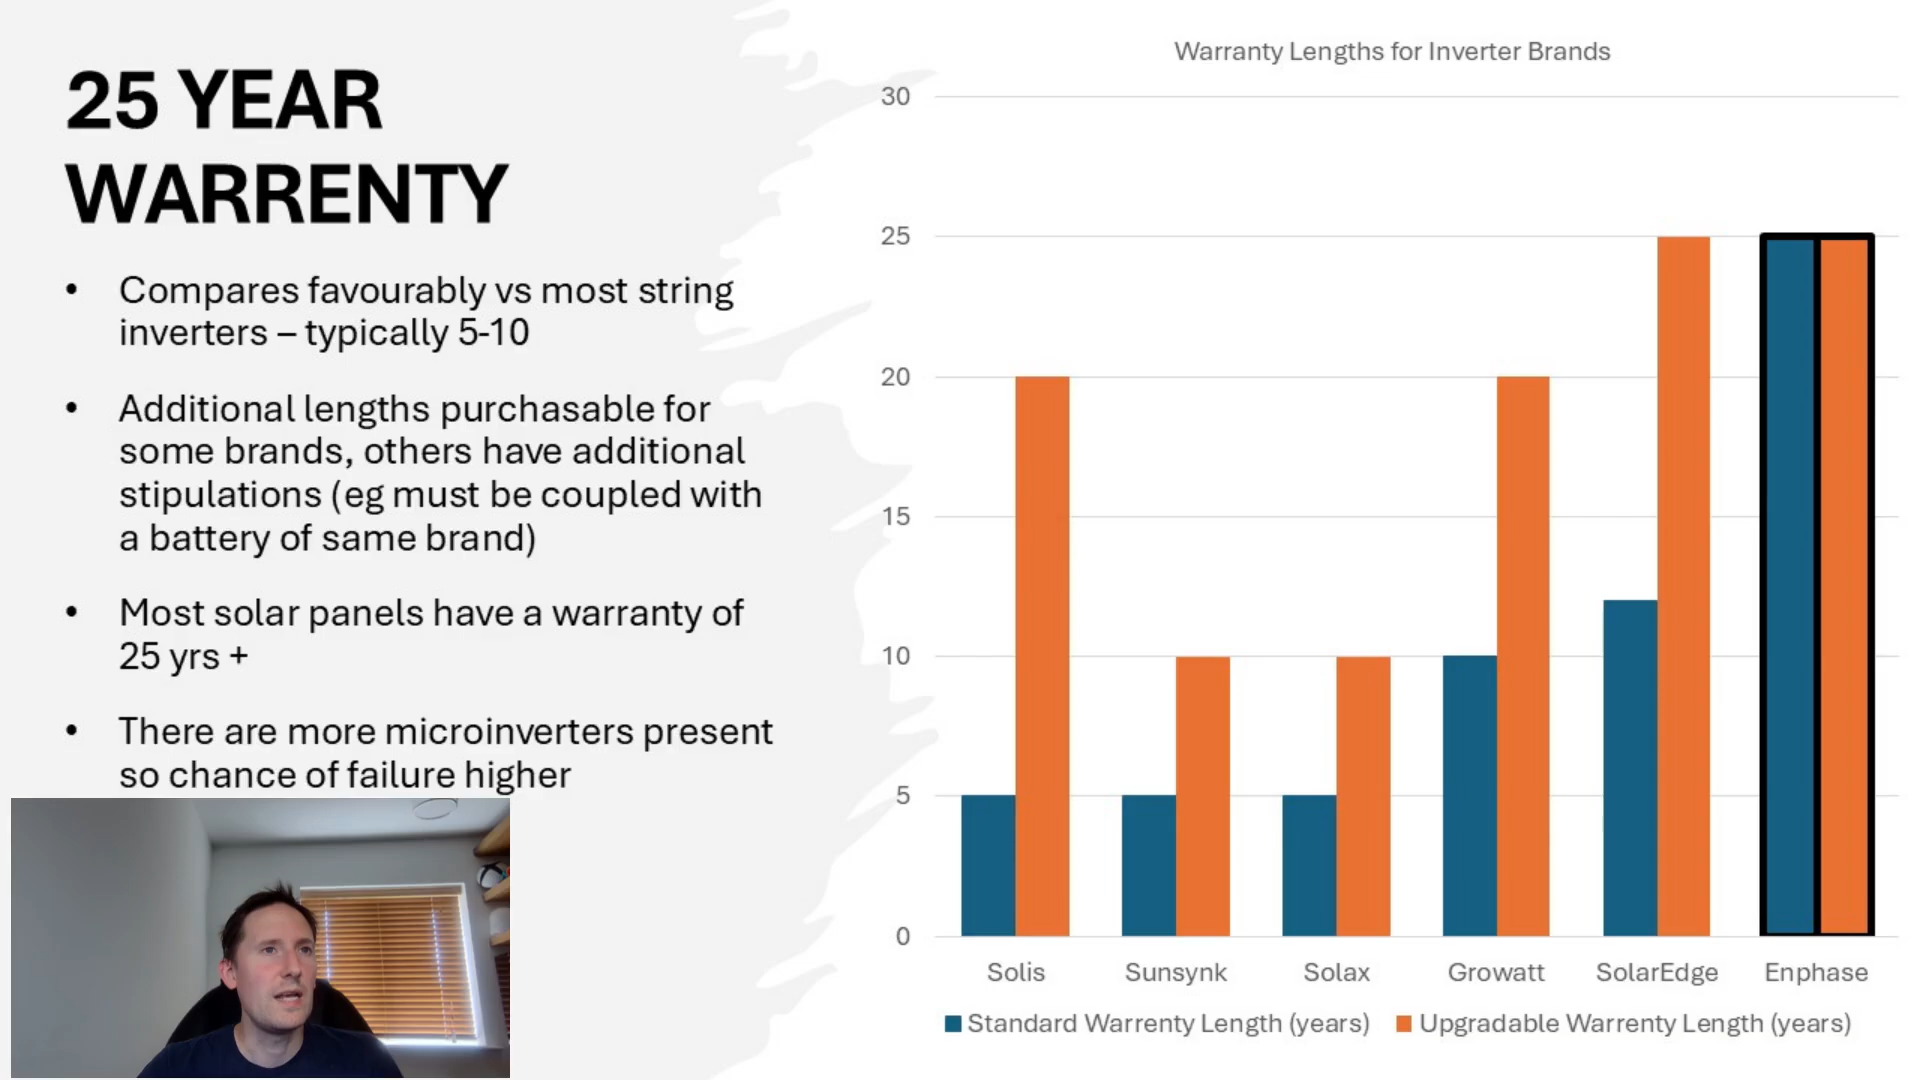 25 YEAR
WARRENTY
• Compares favourably vs most string
inverters – typically 5-10
• Additional lengths purchasable for
some brands, others have additional
stipulations (eg must be coupled with
a battery of same brand)
• Most solar panels have a warranty of
25 yrs +
• There are more microinverters present
so chance of failure higher
Warranty Lengths for Inverter Brands
30
25
20
15
10
5
0
Solis Sunsynk Solax Growatt SolarEdge Enphase
Standard Warrenty Length (years) Upgradable Warrenty Length (years)